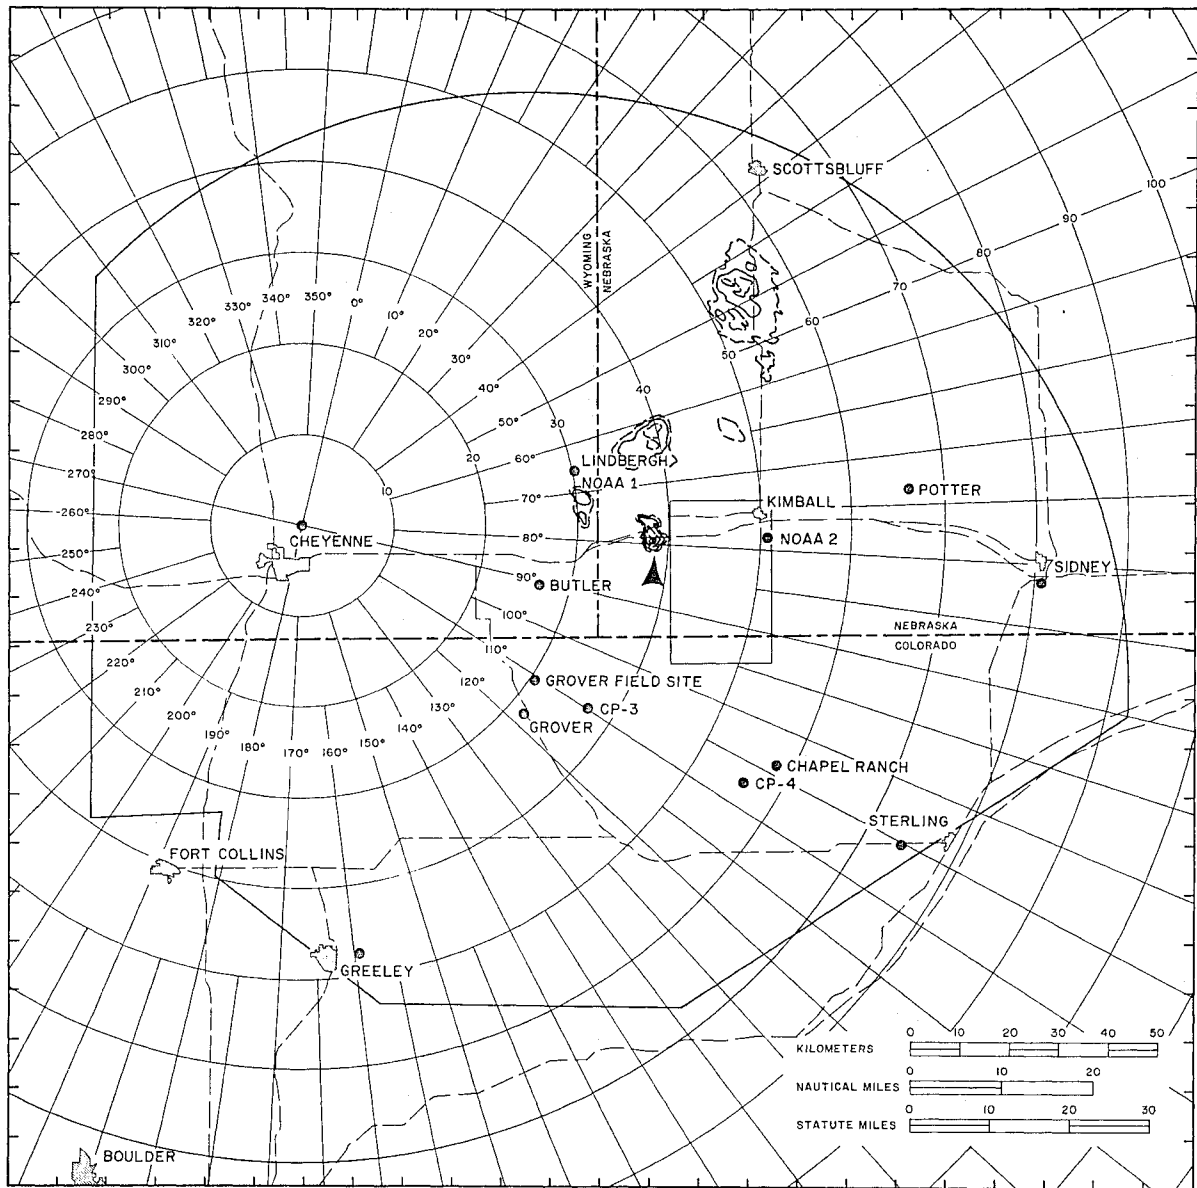 SCOTTSBLUFF
100
90
WYOMING
NEBRASKA
80
70
340° 350° 0°
330° 10°
320° 20°
310° 30°
300° 40°
290° 50°
280° 60°
270° 70°
260° 80°
250° 90°
240° 100°
230° 110°
220° 120°
210° 130°
200° 140°
190° 150°
180° 170° 160°
60
50
40
30
20
10
LINDBERGH
NOAA 1
KIMBALL
POTTER
CHEYENNE
NOAA 2
SIDNEY
BUTLER
NEBRASKA
COLORADO
GROVER FIELD SITE
CP-3
GROVER
CHAPEL RANCH
CP-4
STERLING
FORT COLLINS
GREELEY
BOULDER
0 10 20 30 40 50
KILOMETERS
0 10 20
NAUTICAL MILES
0 10 20 30
STATUTE MILES